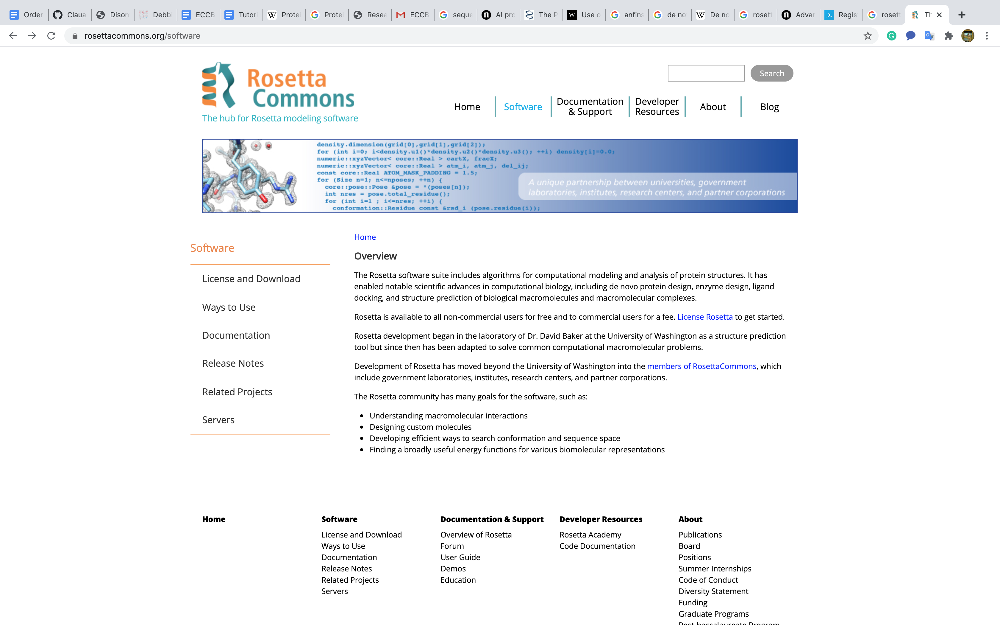 Order
Claua
Disor
Debbi
ECCB
Tutori
Protei
Protei
Resea
ECCB
seque
AI pro
The P
Use o
anfins
de no
De no
rosett
Advan
Regis
rosett
Th
rosettacommons.org/software
Rosetta
Commons
The hub for Rosetta modeling software
Search
Home
Software
Documentation
& Support
Developer
Resources
About
Blog
density.dimension(grid[0],grid[1],grid[2]);
for (int i=0; i<density.u1()*density.u2()*density.u3(); ++i) density[i]=0.0;
numeric::xyzVector< core::Real > cartX, fracX;
numeric::xyzVector< core::Real > atm_i, atm_j, del_ij;
const core::Real ATOM_MASK_PADDING = 1.5;
for (Size n=1; n<=nposes; ++n) {
core::pose::Pose &pose = *(poses[n]);
int nres = pose.total_residue();
for (int i=1 ; i<=nres; ++i) {
conformation::Residue const &rsd_i (pose.residue(i));
A unique partnership between universities, government
laboratories, institutes, research centers, and partner corporations
Software
License and Download
Ways to Use
Documentation
Release Notes
Related Projects
Servers
Home
Overview
The Rosetta software suite includes algorithms for computational modeling and analysis of protein structures. It has
enabled notable scientific advances in computational biology, including de novo protein design, enzyme design, ligand
docking, and structure prediction of biological macromolecules and macromolecular complexes.
Rosetta is available to all non-commercial users for free and to commercial users for a fee. License Rosetta to get started.
Rosetta development began in the laboratory of Dr. David Baker at the University of Washington as a structure prediction
tool but since then has been adapted to solve common computational macromolecular problems.
Development of Rosetta has moved beyond the University of Washington into the members of RosettaCommons, which
include government laboratories, institutes, research centers, and partner corporations.
The Rosetta community has many goals for the software, such as:
• Understanding macromolecular interactions
• Designing custom molecules
• Developing efficient ways to search conformation and sequence space
• Finding a broadly useful energy functions for various biomolecular representations
Home
Software
License and Download
Ways to Use
Documentation
Release Notes
Related Projects
Servers
Documentation & Support
Overview of Rosetta
Forum
User Guide
Demos
Education
Developer Resources
Rosetta Academy
Code Documentation
About
Publications
Board
Positions
Summer Internships
Code of Conduct
Diversity Statement
Funding
Graduate Programs
Post-baccalaureate Program